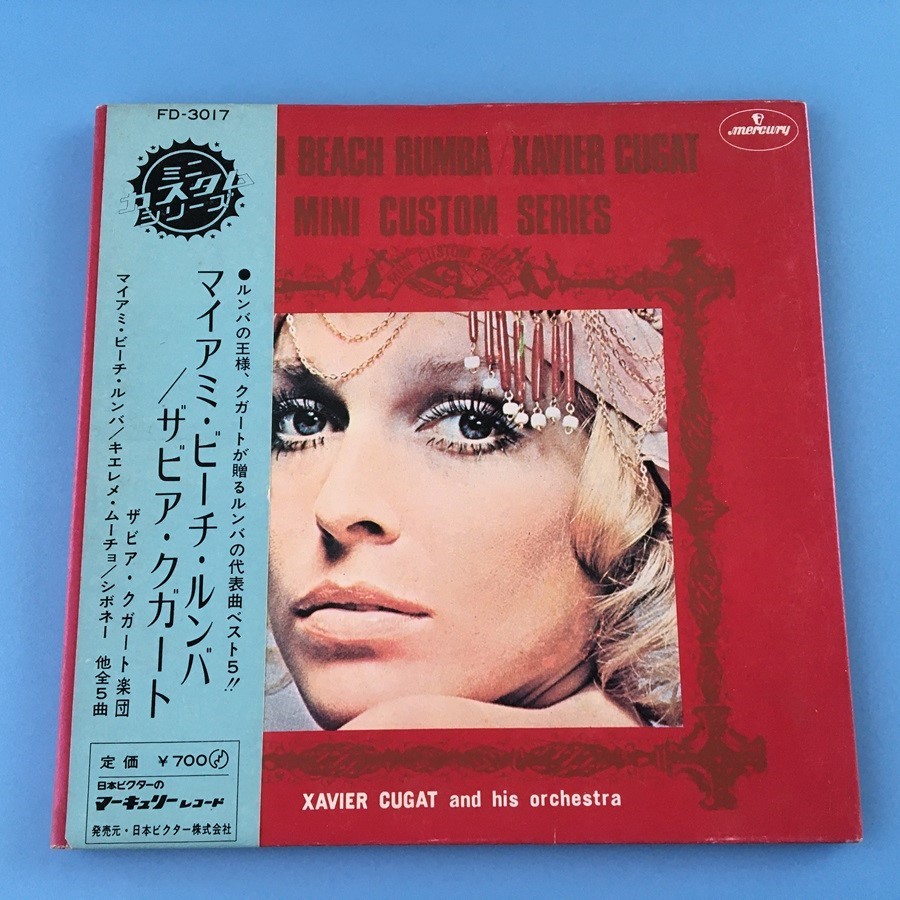 FD-3017
ミニ
カスタム
シリーズ
●ルンバの王様、クガートが贈るルンバの代表曲ベスト5!!
マイアミ・ビーチ・ルンバ
/ザビア・クガート
ザビア・クガート楽団
マイアミ・ビーチ・ルンバ/キエレメ・ムーチョ/シボネー 他全5曲
定価 ¥700
日本ビクターの
マーキュリーレコード
発売元・日本ビクター株式会社
BEACH RUMBA / XAVIER CUGAT
MINI CUSTOM SERIES
mercury
MINI CUSTOM SERIES
XAVIER CUGAT and his orchestra